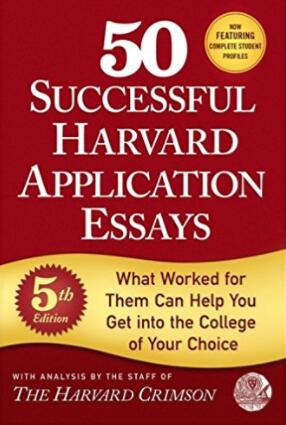 50
SUCCESSFUL
HARVARD
APPLICATION
ESSAYS
NOW
FEATURING
COMPLETE STUDENT
PROFILES
5th
Edition
What Worked for
Them Can Help You
Get into the College
of Your Choice
WITH ANALYSIS BY THE STAFF OF
THE HARVARD CRIMSON